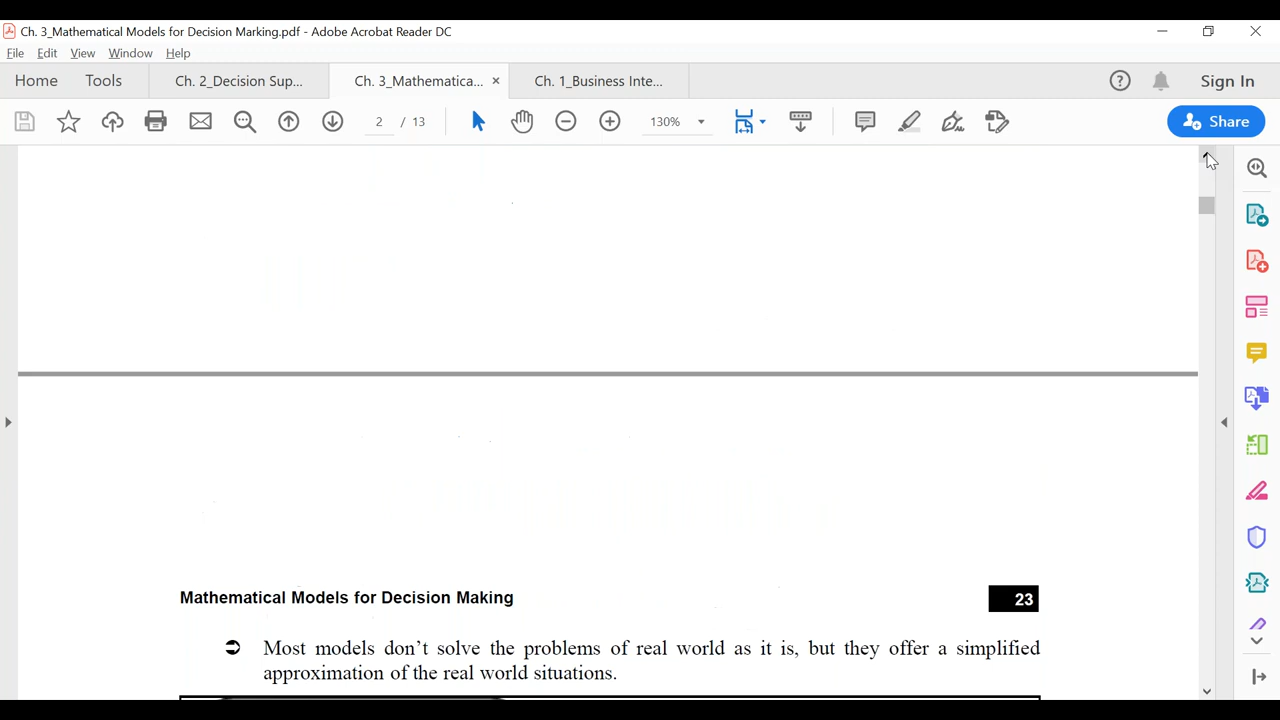 Ch. 3_Mathematical Models for Decision Marking.pdf - Adobe Acrobat Reader DC
File Edit View Window Help
Home Tools Ch. 2_Decision Sup... Ch. 3_Mathematica... × Ch. 1_Business Inte... Sign In
2 / 13 130% Share
Mathematical Models for Decision Making 23
➲ Most models don't solve the problems of real world as it is, but they offer a simplified
approximation of the real world situations.